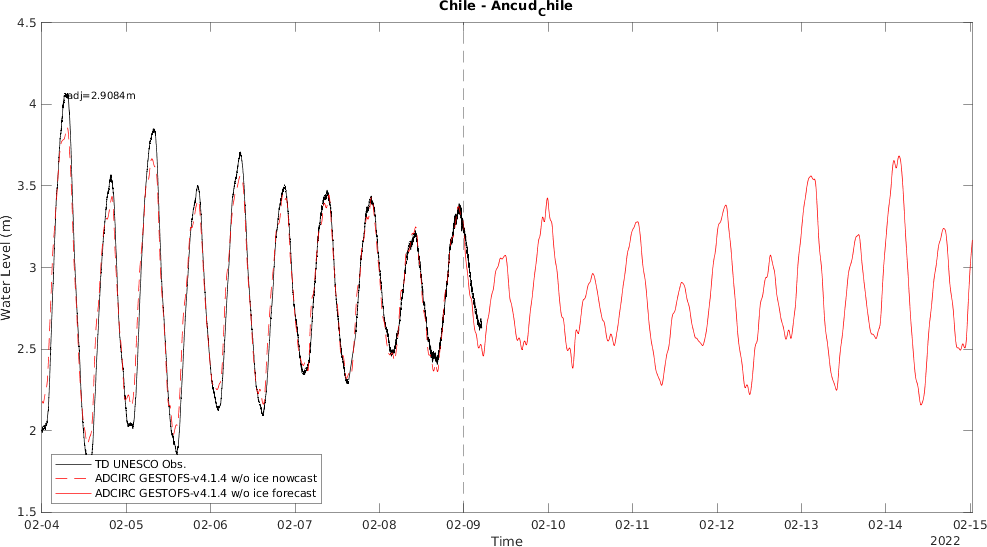 Chile - Ancud_Chile
4.5
4
3.5
3
2.5
2
1.5
Water Level (m)
adj=2.9084m
TD UNESCO Obs.
ADCIRC GESTOFS-v4.1.4 w/o ice nowcast
ADCIRC GESTOFS-v4.1.4 w/o ice forecast
02-04 02-05 02-06 02-07 02-08 02-09 02-10 02-11 02-12 02-13 02-14 02-15
Time
2022